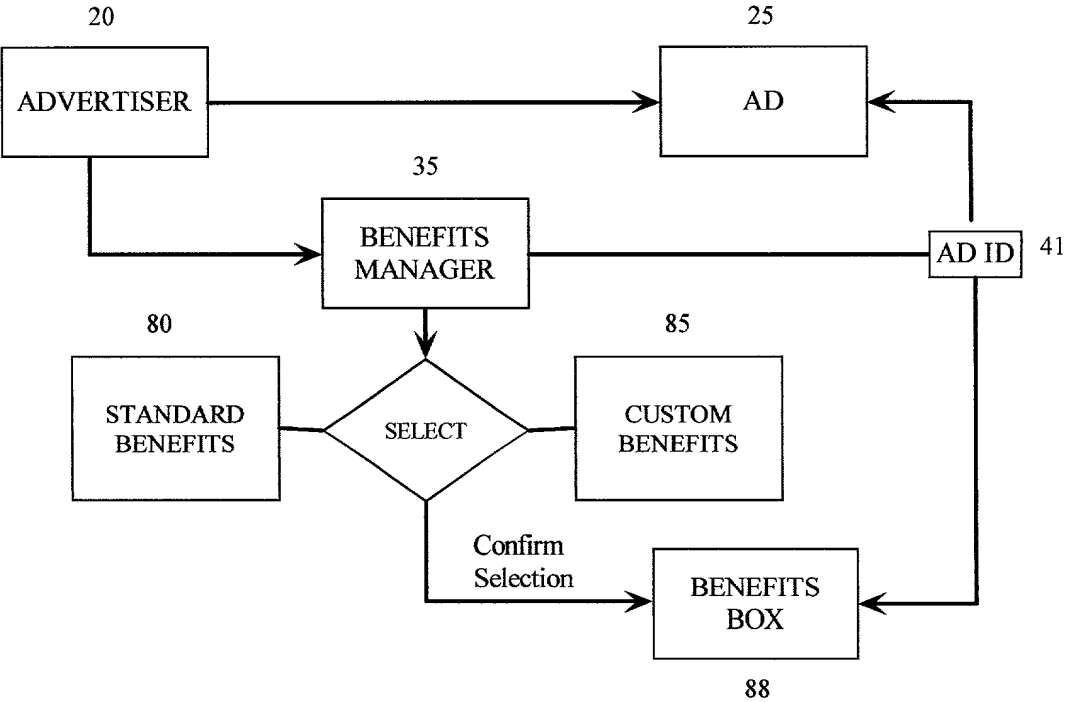 20
25
ADVERTISER
AD
35
BENEFITS
MANAGER
AD ID
41
80
85
STANDARD
BENEFITS
SELECT
CUSTOM
BENEFITS
Confirm
Selection
BENEFITS
BOX
88